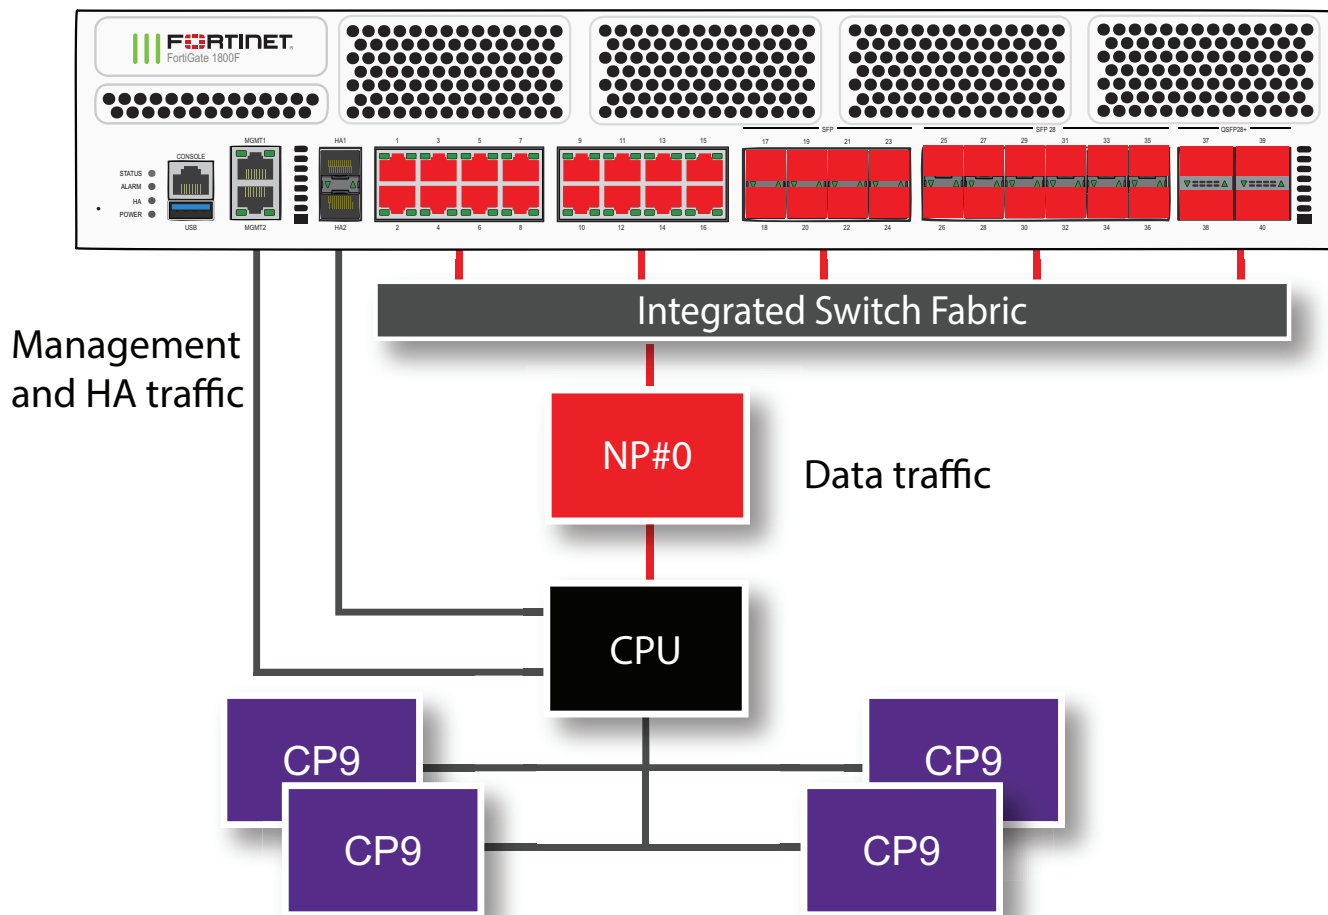 FORTINET
FortiGate 1800F
SFP
SFP 28
QSFP28+
MGMT1
HA1
1 3 5 7
9 11 13 15
17 19 21 23
25 27 29 31 33 35
37 39
CONSOLE
STATUS
ALARM
HA
POWER
USB
MGMT2
HA2
2 4 6 8
10 12 14 16
18 20 22 24
26 28 30 32 34 36
38 40
Integrated Switch Fabric
Management
and HA traffic
NP#0
Data traffic
CPU
CP9
CP9
CP9
CP9